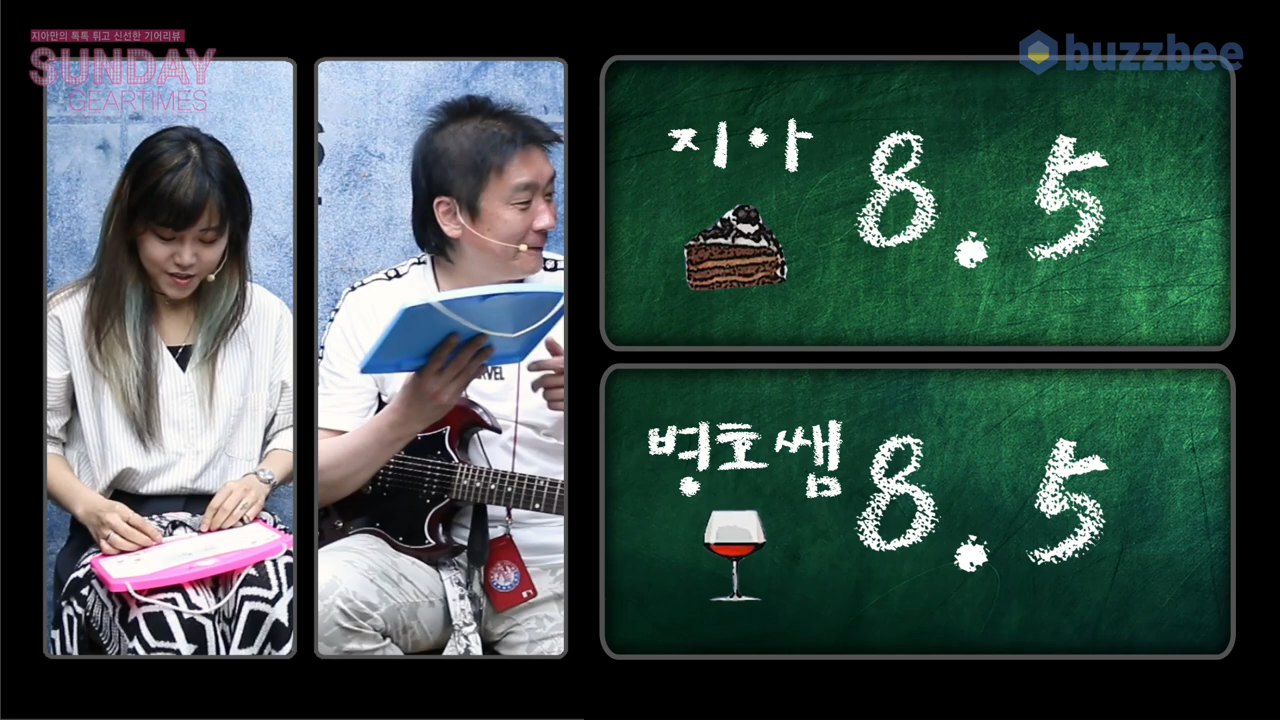 지아만의 톡톡 튀고 신선한 기어리뷰
SUNDAY
GEARTIMES
buzzbee
지아 8.5
병호쌤 8.5